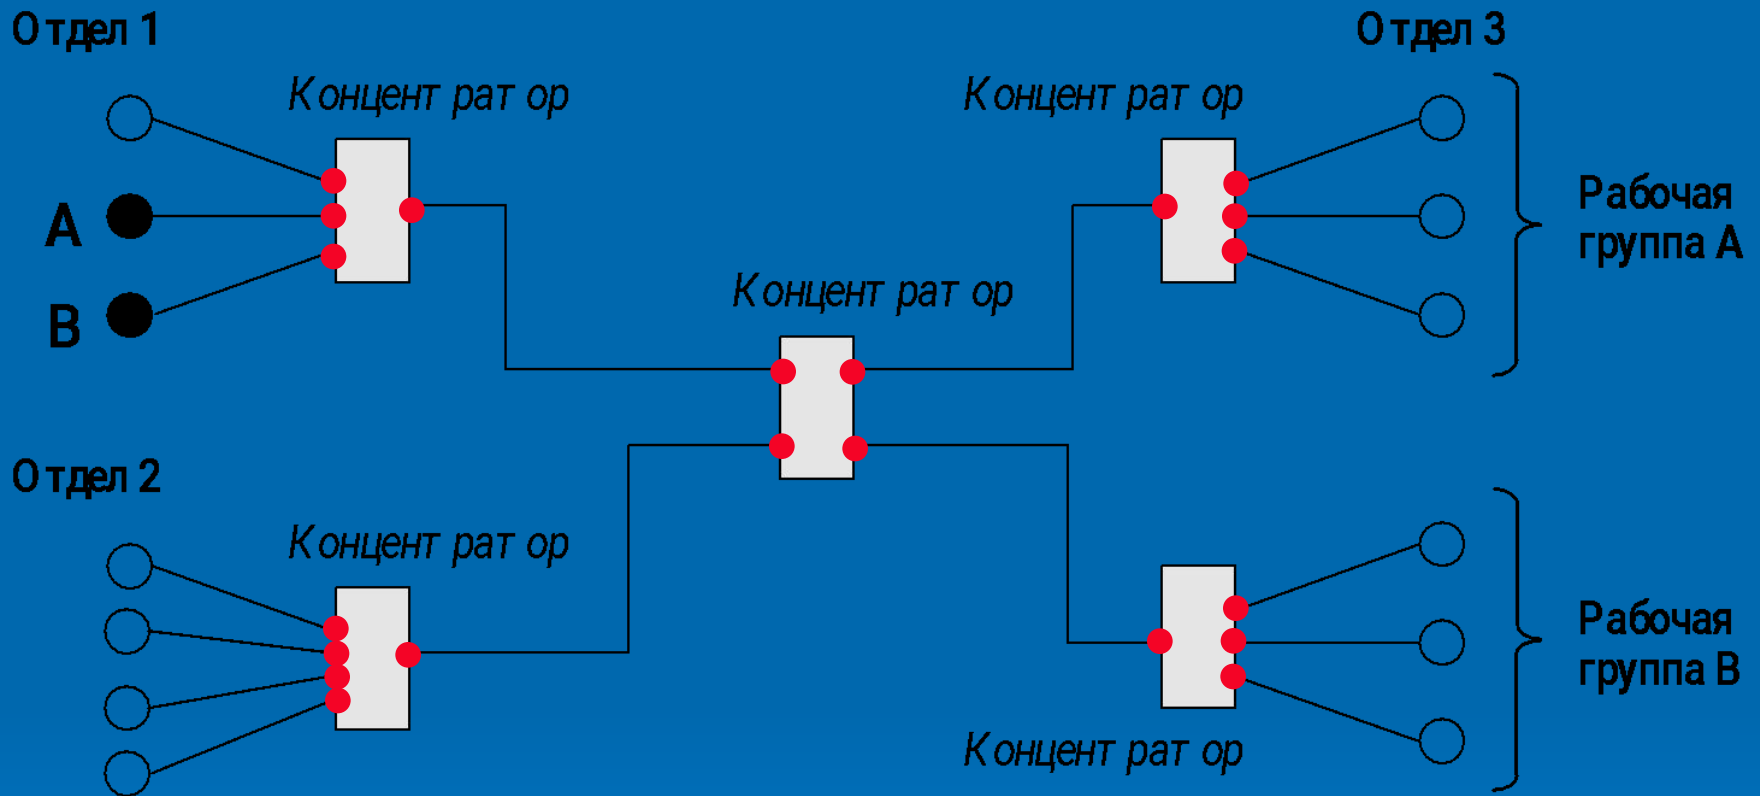 Отдел 1
Отдел 3
Концентратор
Концентратор
A
Рабочая
группа A
Концентратор
B
Отдел 2
Концентратор
Рабочая
группа B
Концентратор